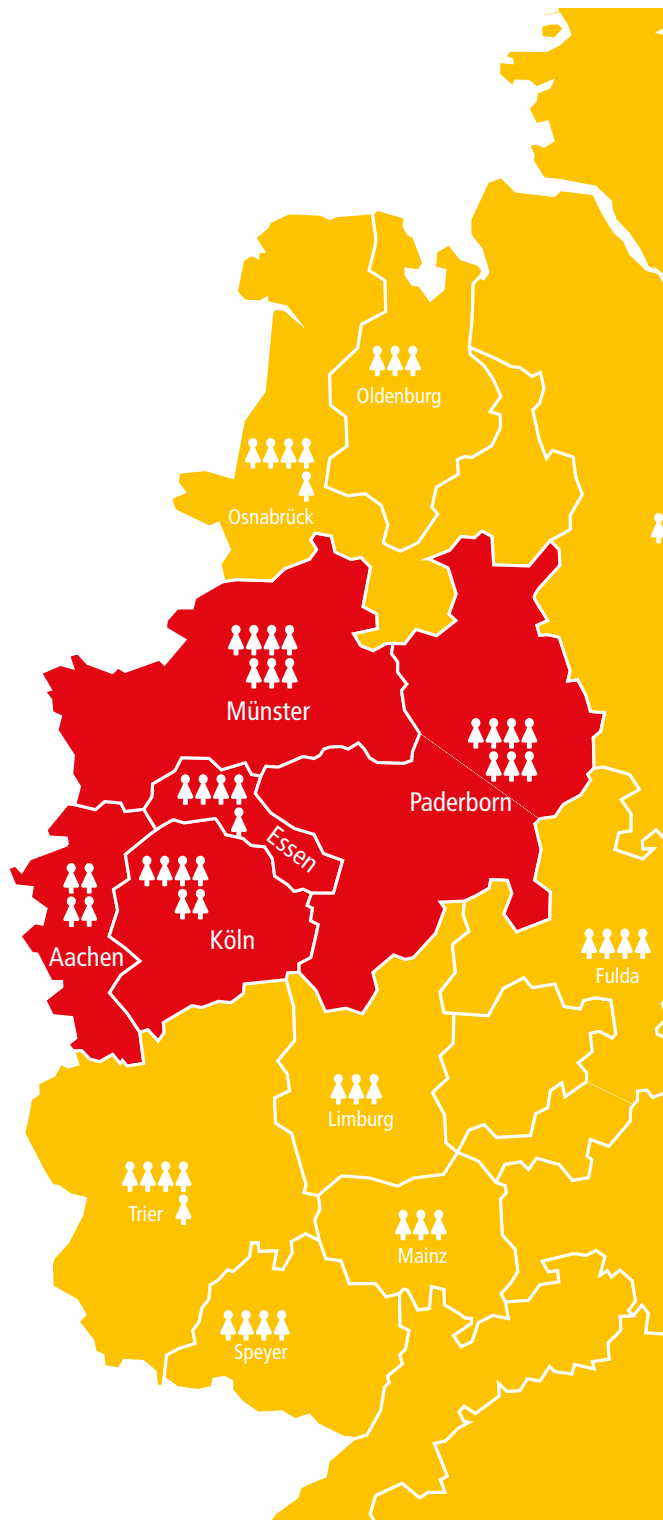 Oldenburg
Osnabrück
Münster
Paderborn
Essen
Köln
Aachen
Fulda
Limburg
Trier
Mainz
Speyer